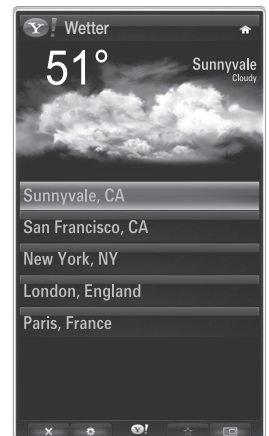 Y! Wetter
51°
Sunnyvale
Cloudy
Sunnyvale, CA
San Francisco, CA
New York, NY
London, England
Paris, France
Y!